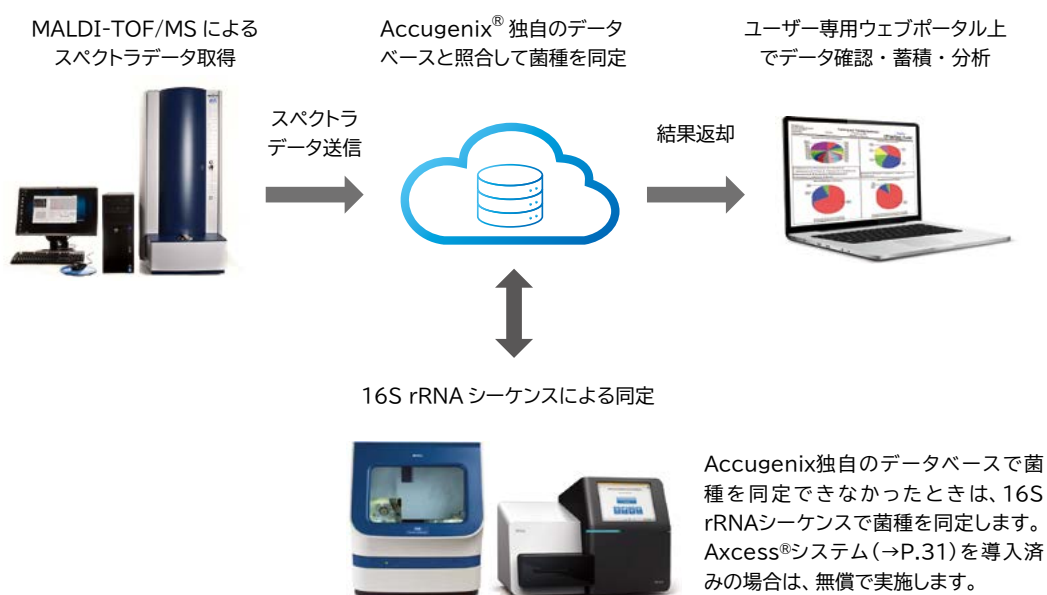 MALDI-TOF/MS による
スペクトラデータ取得
Accugenix® 独自のデータ
ベースと照合して菌種を同定
ユーザー専用ウェブポータル上
でデータ確認・蓄積・分析
スペクトラ
データ送信
結果返却
16S rRNA シーケンスによる同定
Accugenix独自のデータベースで菌
種を同定できなかったときは、16S
rRNAシーケンスで菌種を同定します。
Axcess®システム(→P.31)を導入済
みの場合は、無償で実施します。